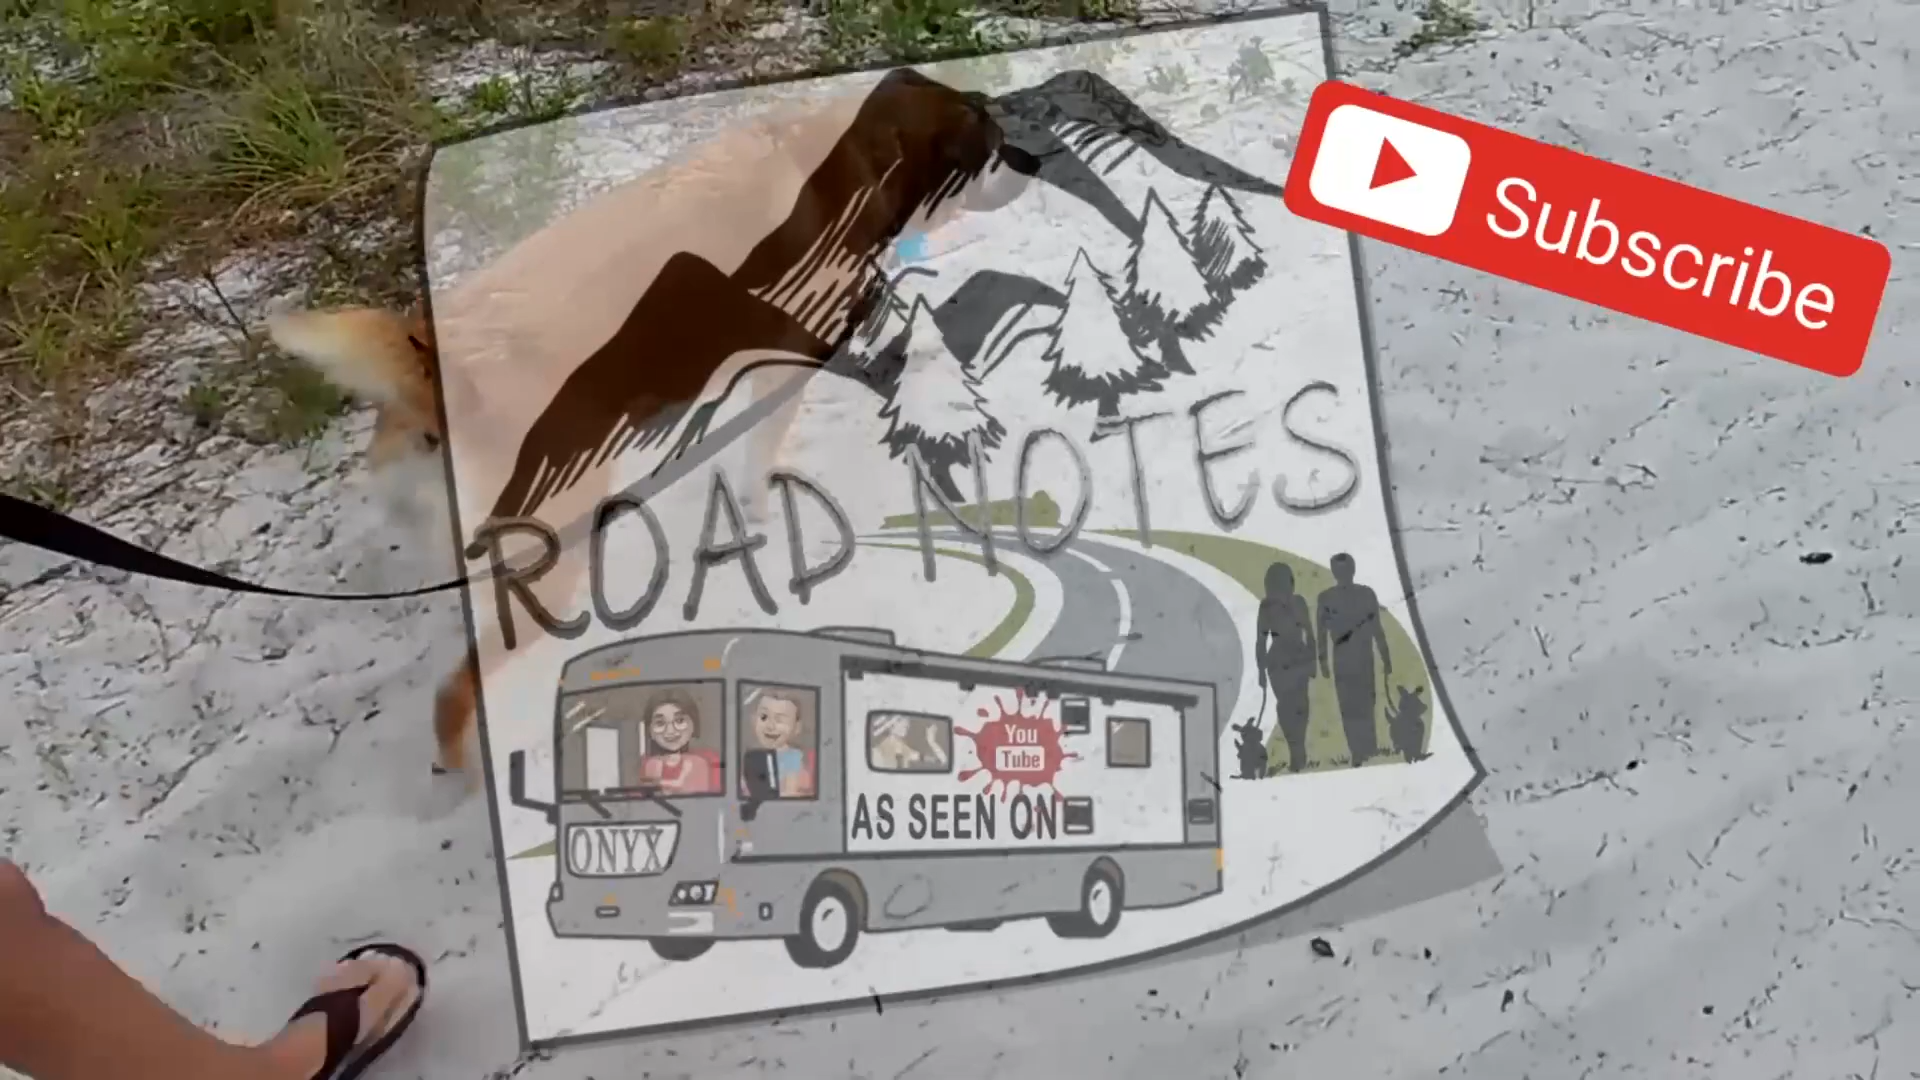 Subscribe
ROAD NOTES
You
Tube
AS SEEN ON
ONYX